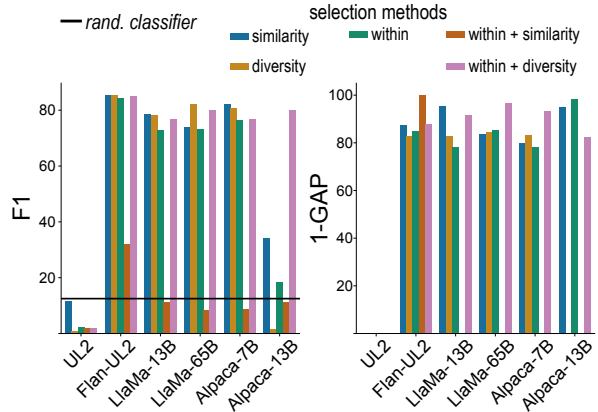 selection methods
rand. classifier
similarity
within
within + similarity
diversity
within + diversity
F1
80
60
40
20
UL2
Flan-UL2
LlaMa-13B
LlaMa-65B
Alpaca-7B
Alpaca-13B
1-GAP
100
80
60
40
20
UL2
Flan-UL2
LlaMa-13B
LlaMa-65B
Alpaca-7B
Alpaca-13B